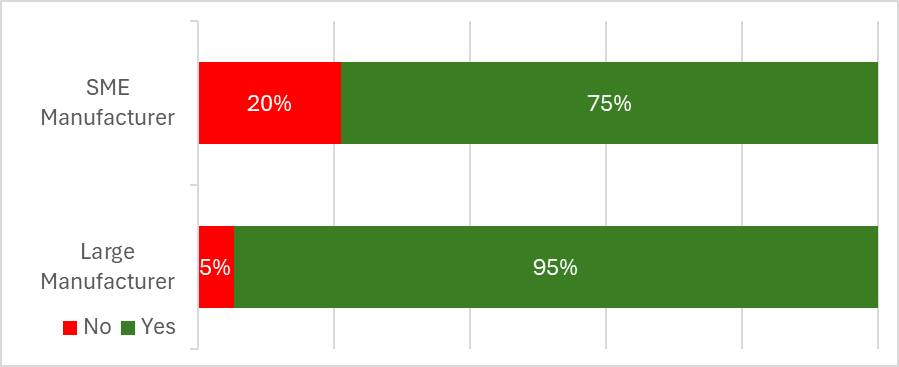 SME
Manufacturer
20%
75%
Large
Manufacturer
5%
95%
No
Yes